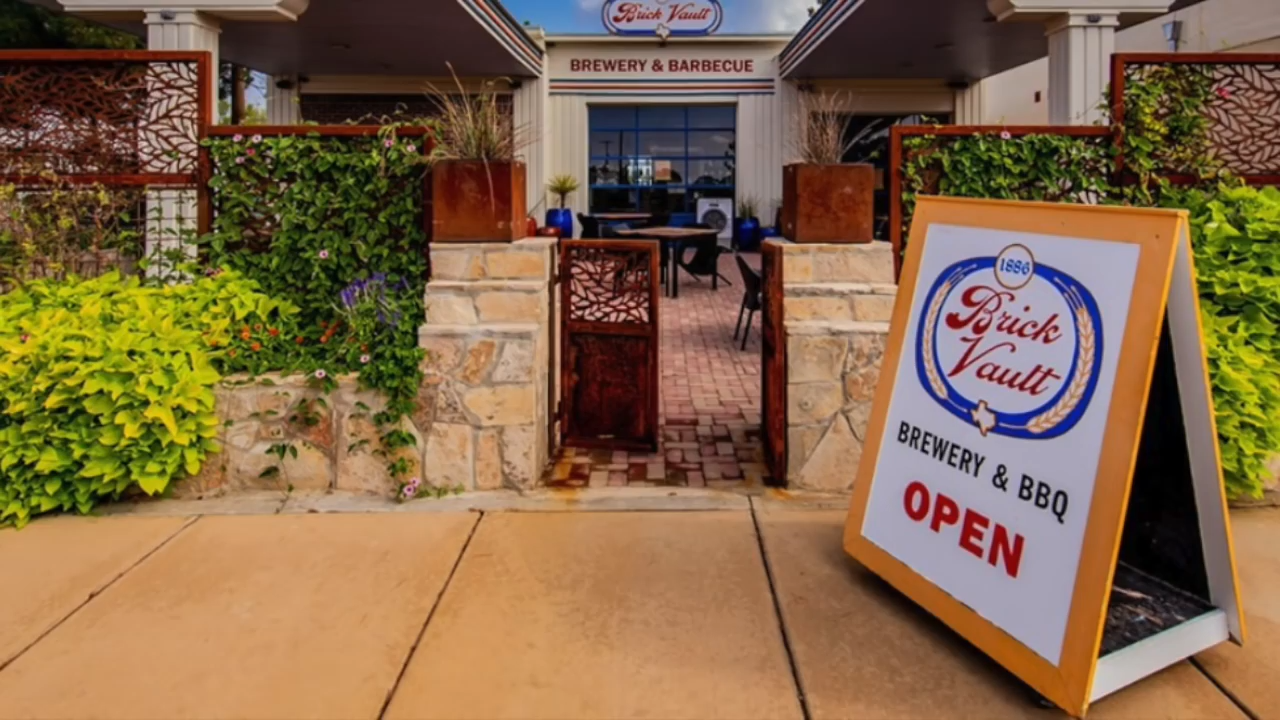 Brick Vault
BREWERY & BARBECUE
1886
Brick
Vault
BREWERY & BBQ
OPEN